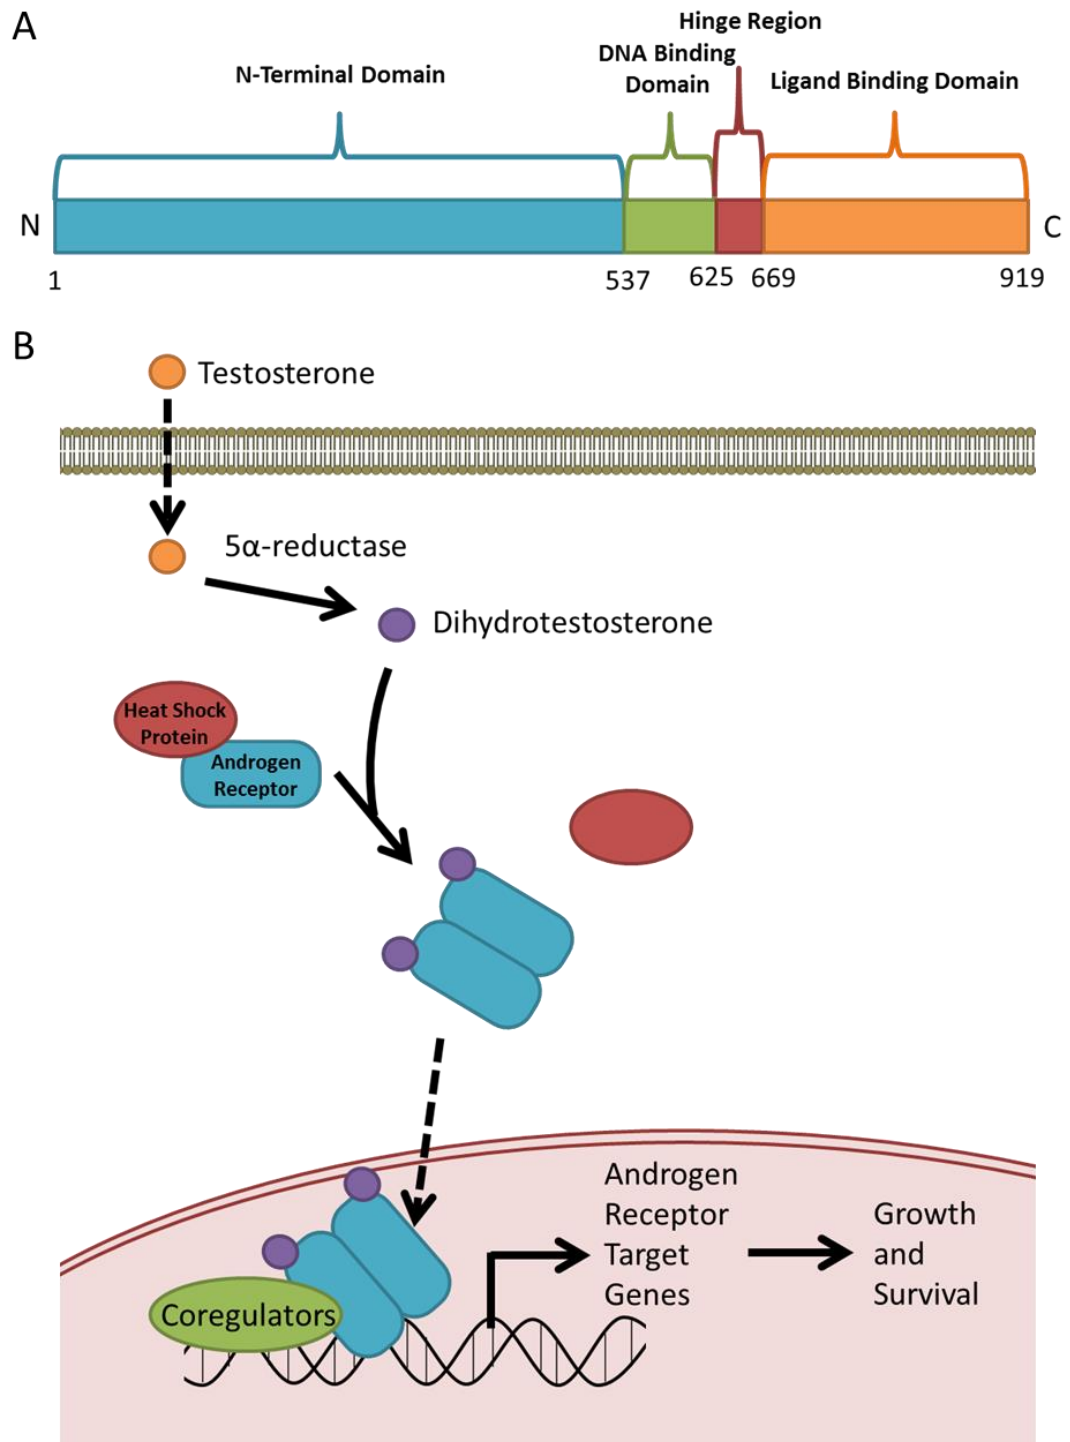 A
Hinge Region
N-Terminal Domain
DNA Binding
Domain
Ligand Binding Domain
N
C
1
537
625
669
919
B
Testosterone
5α-reductase
Dihydrotestosterone
Heat Shock
Protein
Androgen
Receptor
Androgen
Receptor
Target
Genes
Growth
and
Survival
Coregulators